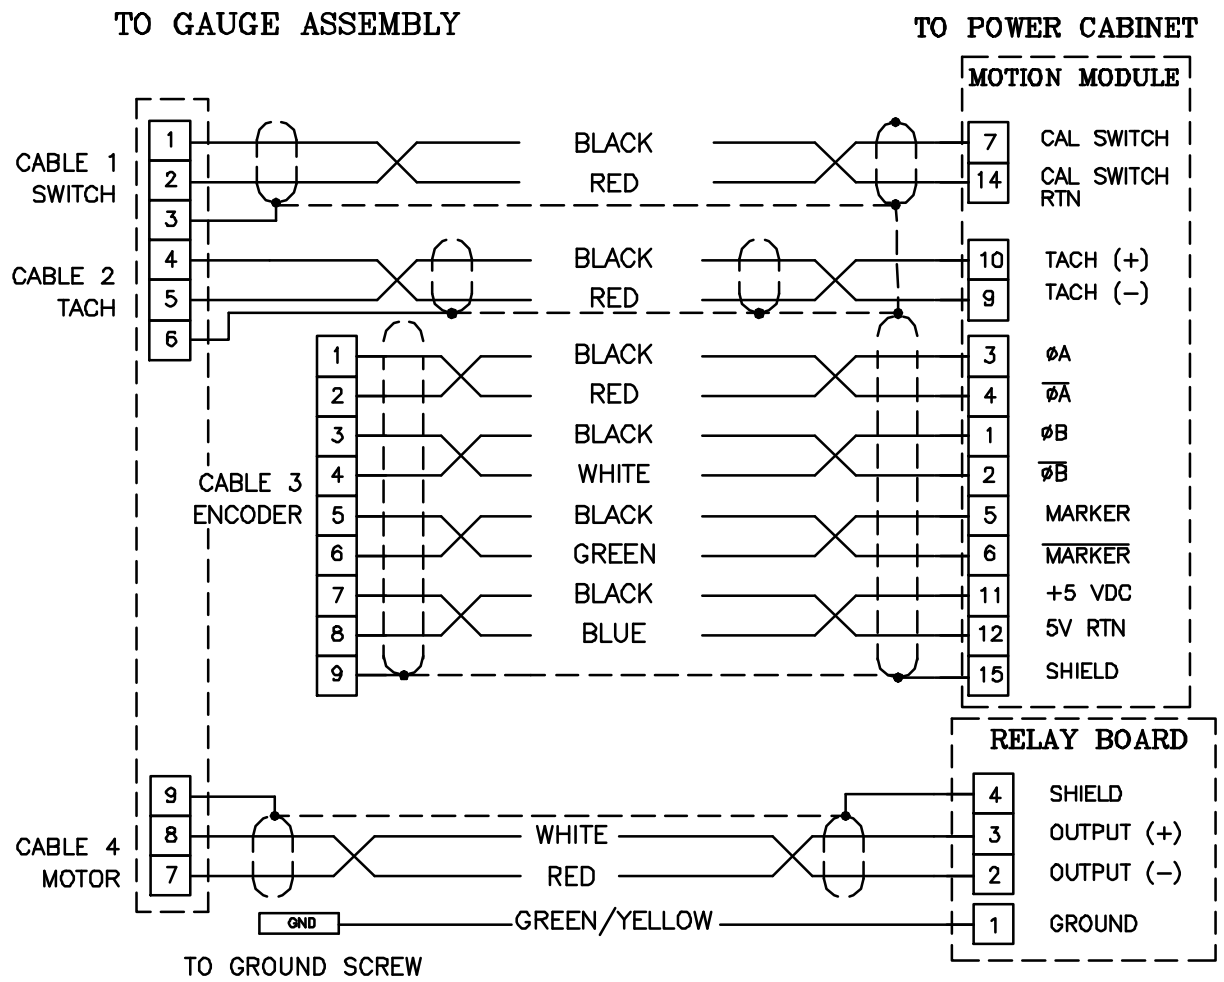 TO GAUGE ASSEMBLY
TO POWER CABINET
MOTION MODULE
CABLE 1
SWITCH
1
2
3
BLACK
RED
7
14
CAL SWITCH
CAL SWITCH
RTN
CABLE 2
TACH
4
5
6
BLACK
RED
10
9
TACH (+)
TACH (-)
CABLE 3
ENCODER
1 BLACK 3 ØA
2 RED 4 Ø̅A̅
3 BLACK 1 ØB
4 WHITE 2 Ø̅B̅
5 BLACK 5 MARKER
6 GREEN 6 M̅A̅R̅K̅E̅R̅
7 BLACK 11 +5 VDC
8 BLUE 12 5V RTN
9 15 SHIELD
RELAY BOARD
CABLE 4
MOTOR
9 4 SHIELD
8 WHITE 3 OUTPUT (+)
7 RED 2 OUTPUT (-)
GND GREEN/YELLOW 1 GROUND
TO GROUND SCREW